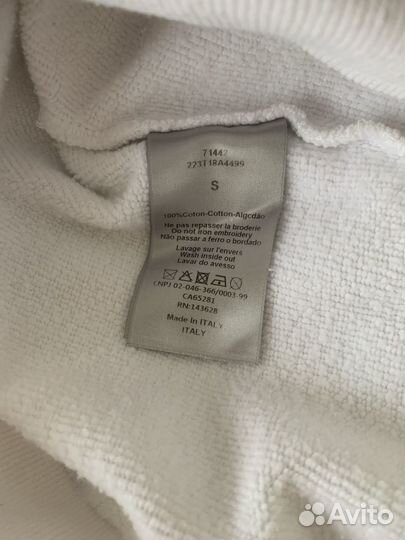 71442
223T18A4499
S
100%Coton-Cotton-Algodão
Ne pas repasser la broderie
Do not iron embroidery
Não passar a ferro o bordado
Lavage sur l'envers
Wash inside out
Lavar do avesso
CNPJ 02-046-366/0003-99
CA65281
RN:143628
Made in ITALY
ITALY
Avito